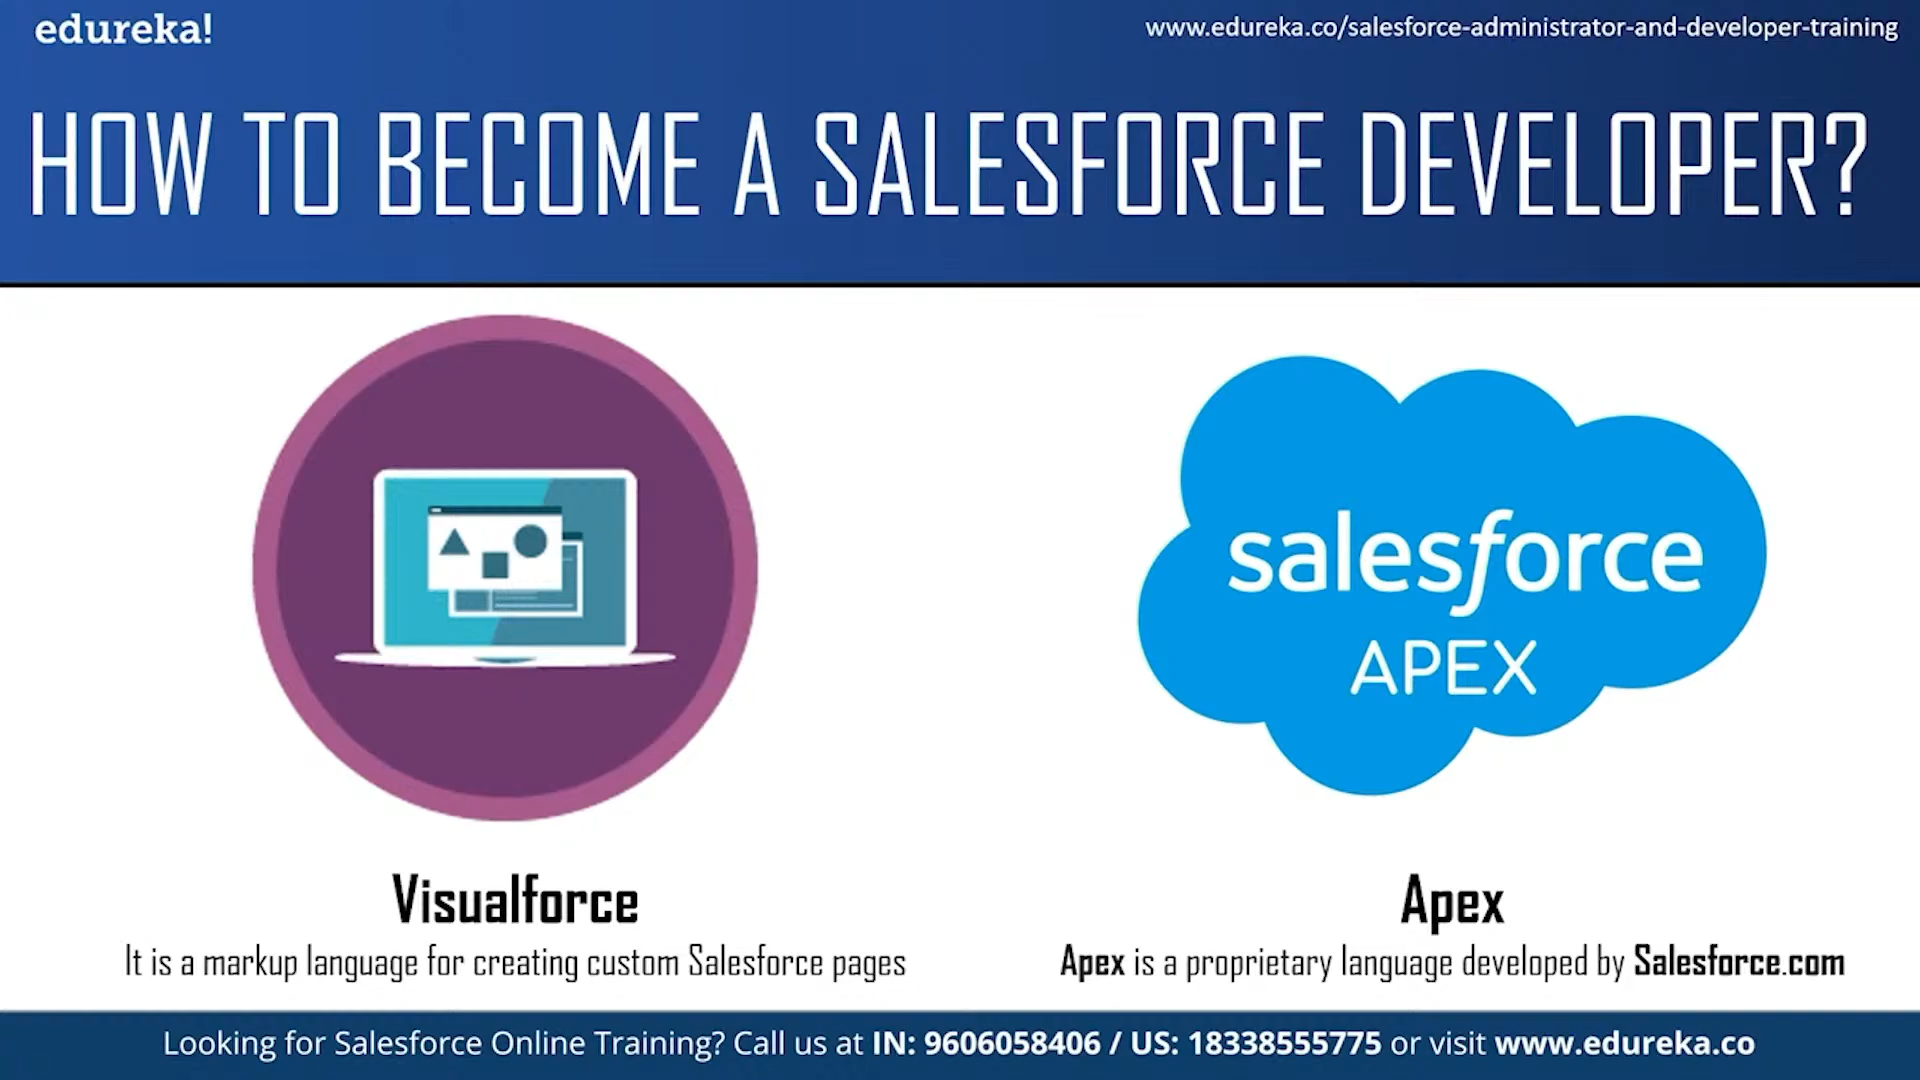 edureka!
www.edureka.co/salesforce-administrator-and-developer-training
HOW TO BECOME A SALESFORCE DEVELOPER?
salesforce
APEX
Visualforce
It is a markup language for creating custom Salesforce pages
Apex
Apex is a proprietary language developed by Salesforce.com
Looking for Salesforce Online Training? Call us at IN: 9606058406 / US: 18338555775 or visit www.edureka.co